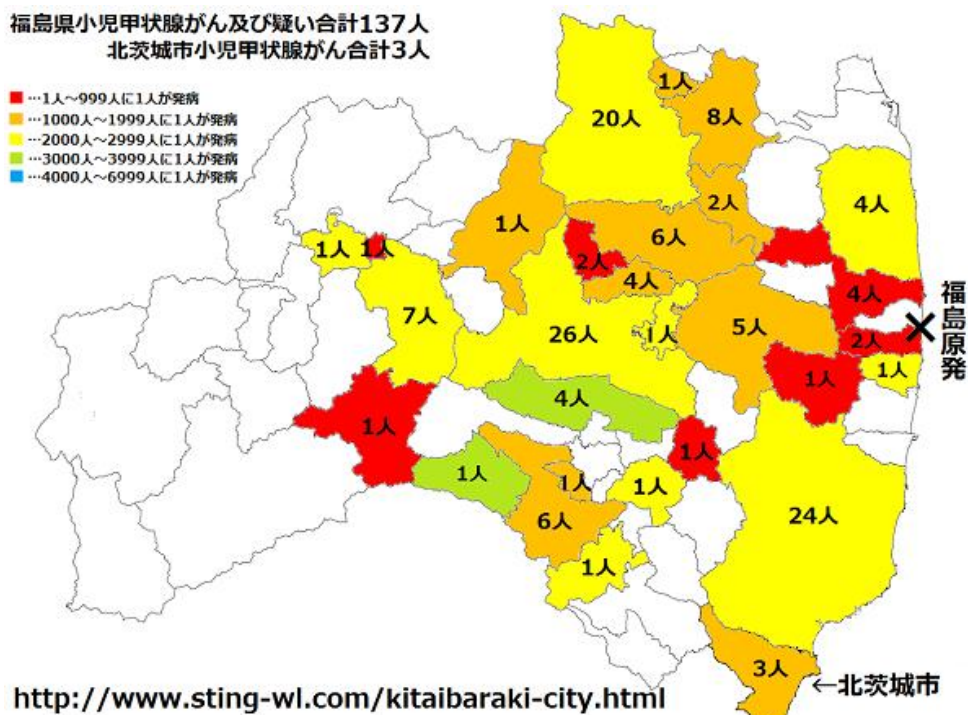 福島県小児甲状腺がん及び疑い合計137人
北茨城市小児甲状腺がん合計3人
…1人～999人に1人が発病
…1000人～1999人に1人が発病
…2000人～2999人に1人が発病
…3000人～3999人に1人が発病
…4000人～6999人に1人が発病
1人
20人
8人
2人
4人
1人
6人
1人
1人
2人
4人
4人
7人
26人
1人
5人
2人
福島原発
1人
1人
4人
1人
1人
1人
1人
1人
6人
24人
1人
3人
←北茨城市
http://www.sting-wl.com/kitaibaraki-city.html